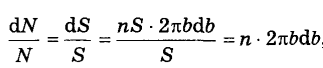 dN/N = dS/S = nS · 2πbdb/S = n · 2πbdb,